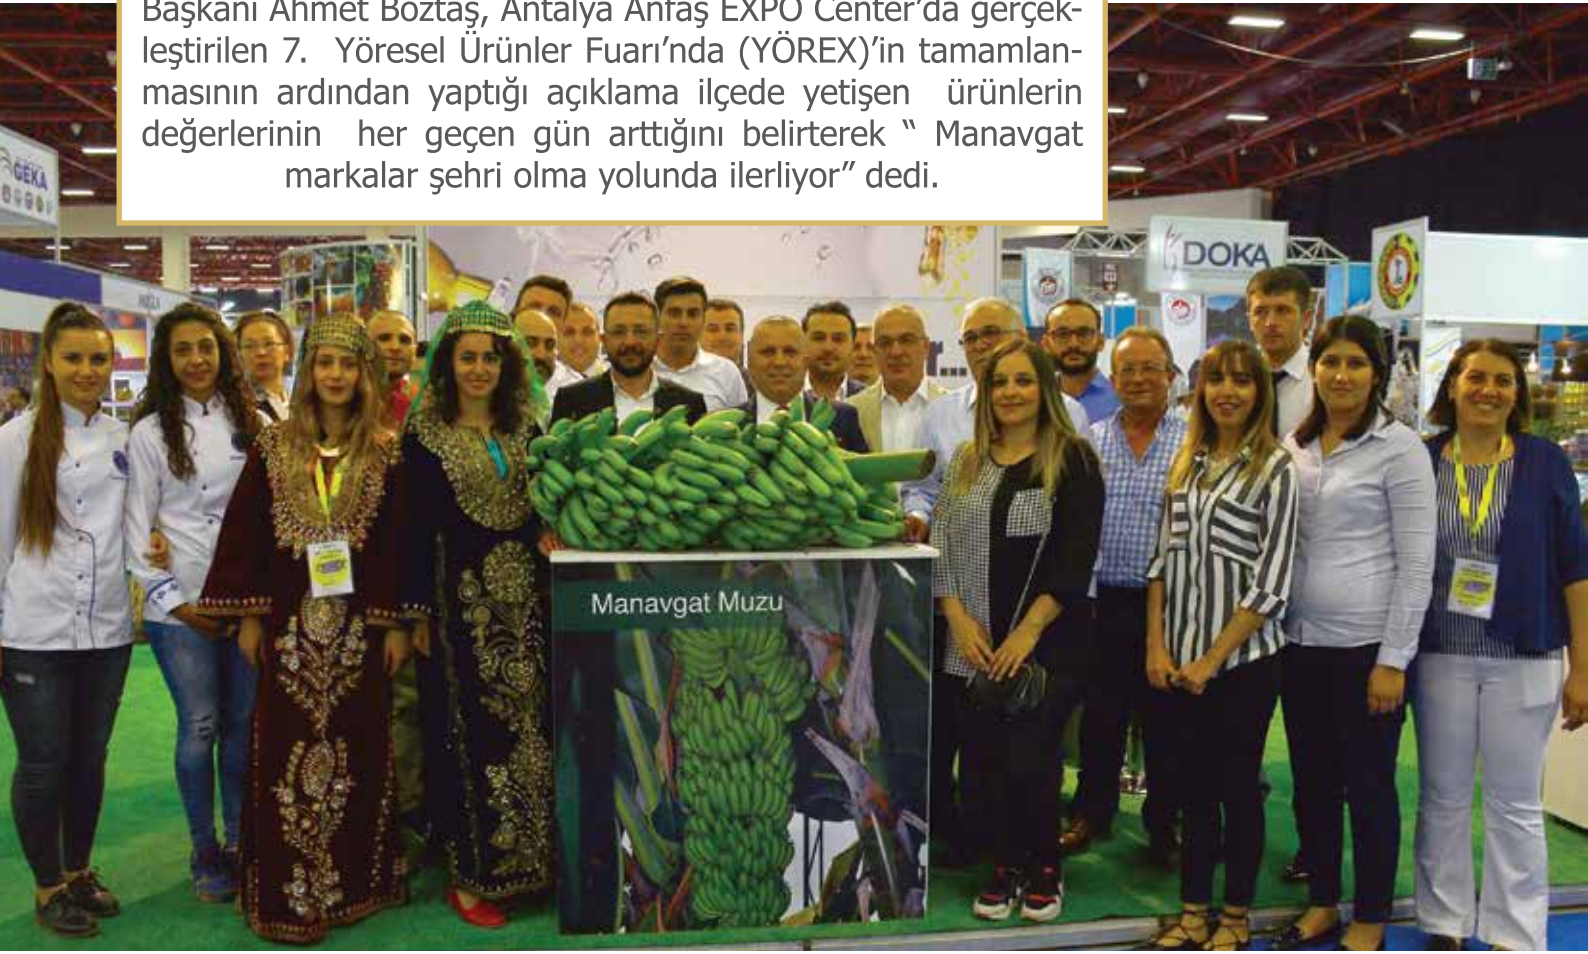 Başkanı Ahmet Boztaş, Antalya Anfaş EXPO Center’da gerçek-
leştirilen 7. Yöresel Ürünler Fuarı’nda (YÖREX)’in tamamlan-
masının ardından yaptığı açıklama ilçede yetişen ürünlerin
değerlerinin her geçen gün arttığını belirterek “ Manavgat
markalar şehri olma yolunda ilerliyor” dedi.
GEKA
DOKA
Manavgat Muzu